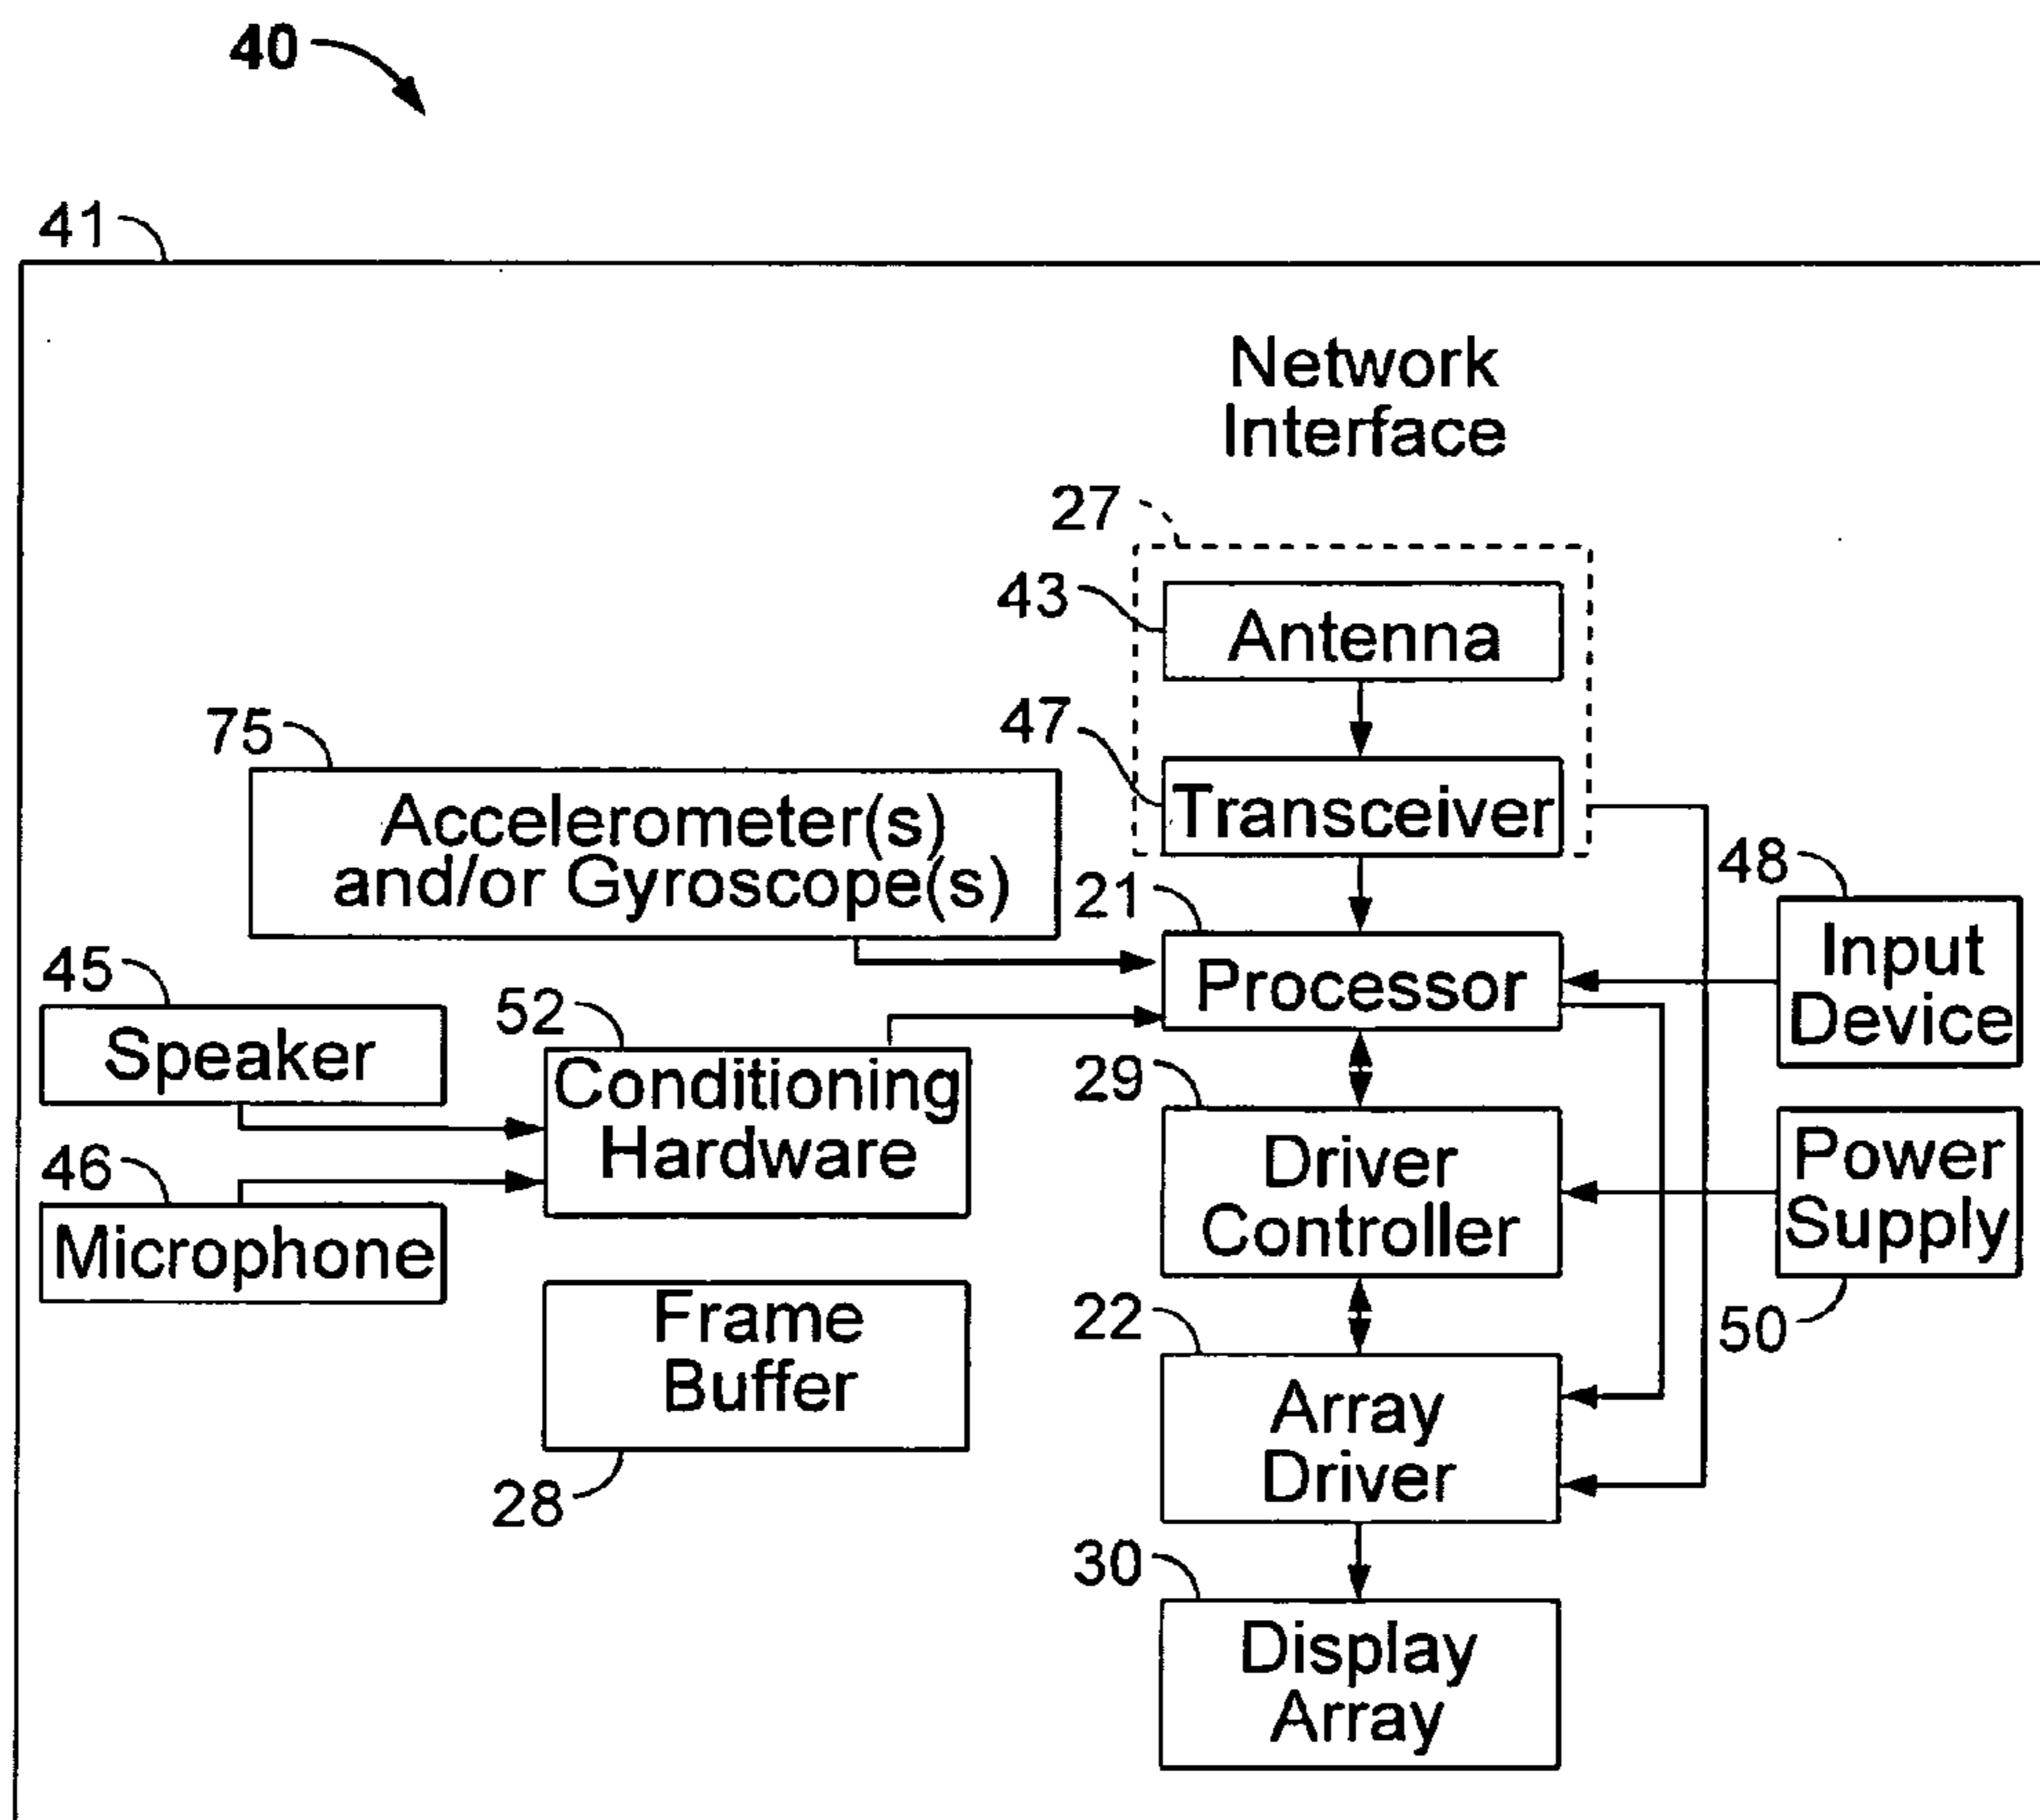 40
41
Network
Interface
27
43
Antenna
47
Transceiver
75
Accelerometer(s)
and/or Gyroscope(s)
21
Processor
48
Input
Device
45
Speaker
52
Conditioning
Hardware
29
Driver
Controller
Power
Supply
50
46
Microphone
Frame
Buffer
28
22
Array
Driver
30
Display
Array